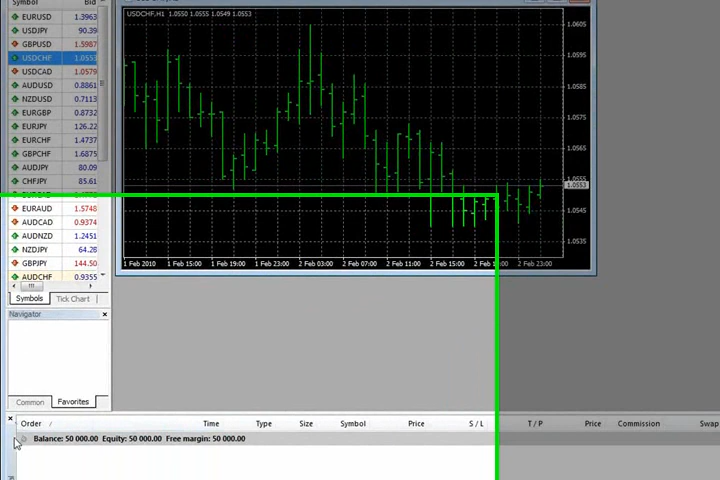 Symbol Bid
EURUSD 1.3963
USDJPY 90.39
GBPUSD 1.5987
USDCHF 1.0553
USDCAD 1.0579
AUDUSD 0.8861
NZDUSD 0.7113
EURGBP 0.8732
EURJPY 126.22
EURCHF 1.4737
GBPCHF 1.6875
AUDJPY 80.09
CHFJPY 85.61
EURAUD 1.5748
AUDCAD 0.9374
AUDNZD 1.2451
NZDJPY 64.28
GBPJPY 144.50
AUDCHF 0.9355
Symbols Tick Chart
USDCHF,H1 1.0550 1.0555 1.0549 1.0553
1.0605
1.0595
1.0585
1.0575
1.0565
1.0555
1.0553
1.0545
1.0535
1 Feb 2010 1 Feb 15:00 1 Feb 19:00 1 Feb 23:00 2 Feb 03:00 2 Feb 07:00 2 Feb 11:00 2 Feb 15:00 2 Feb 2 Feb 23:00
Navigator
Common Favorites
Order / Time Type Size Symbol Price S / L T / P Price Commission Swap
Balance: 50 000.00 Equity: 50 000.00 Free margin: 50 000.00